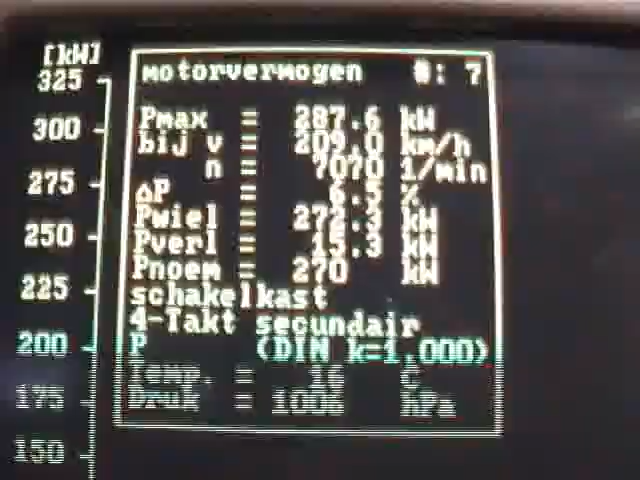 [kW]
325
300
275
250
225
200
175
150
motorvermogen #: 7
Pmax = 287.6 kW
bij v = 209.0 km/h
n = 7070 1/min
ΔP = 6.5 %
Pwiel = 272.3 kW
Pverl = 15.3 kW
Pnoem = 270 kW
schakelkast
4-Takt secundair
P (DIN k=1,000)
Temp. = 16 C
Druk = 1006 hPa